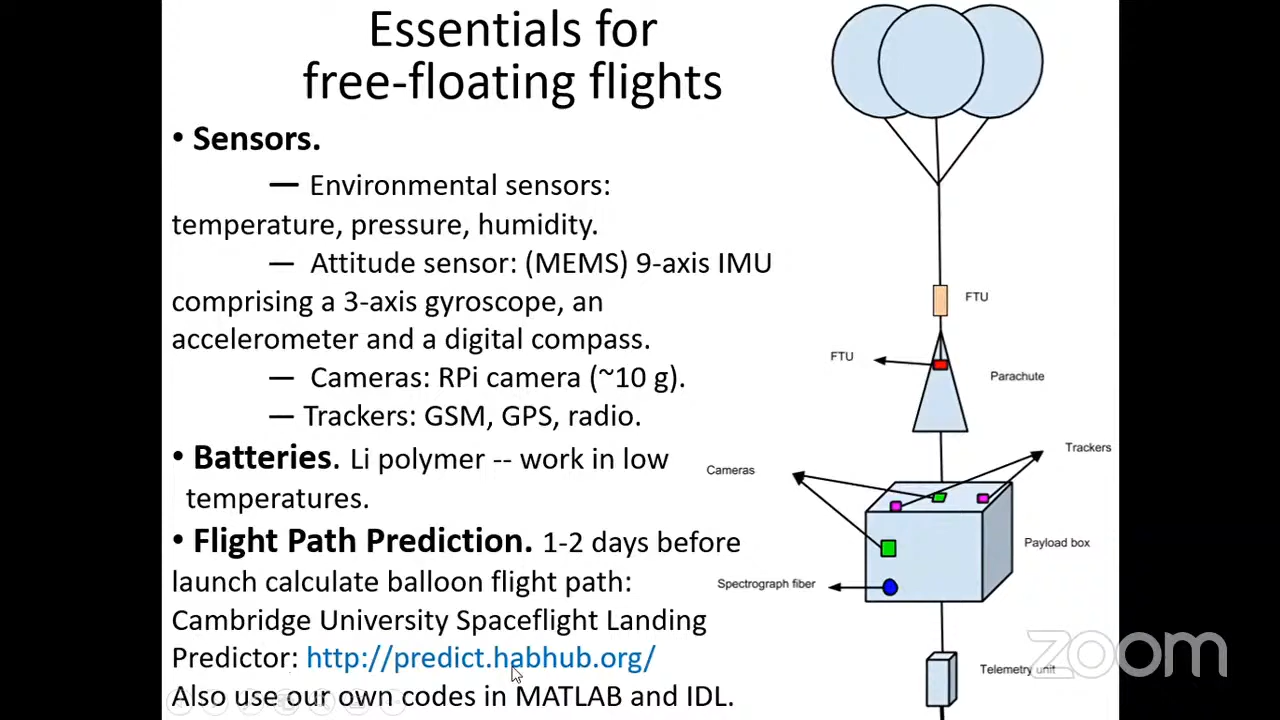 Essentials for
free-floating flights
• Sensors.
— Environmental sensors:
temperature, pressure, humidity.
— Attitude sensor: (MEMS) 9-axis IMU
comprising a 3-axis gyroscope, an
accelerometer and a digital compass.
— Cameras: RPi camera (~10 g).
— Trackers: GSM, GPS, radio.
• Batteries. Li polymer -- work in low
temperatures.
• Flight Path Prediction. 1-2 days before
launch calculate balloon flight path:
Cambridge University Spaceflight Landing
Predictor: http://predict.habhub.org/
Also use our own codes in MATLAB and IDL.
FTU
FTU
Parachute
Trackers
Cameras
Payload box
Spectrograph fiber
Telemetry unit
zoom